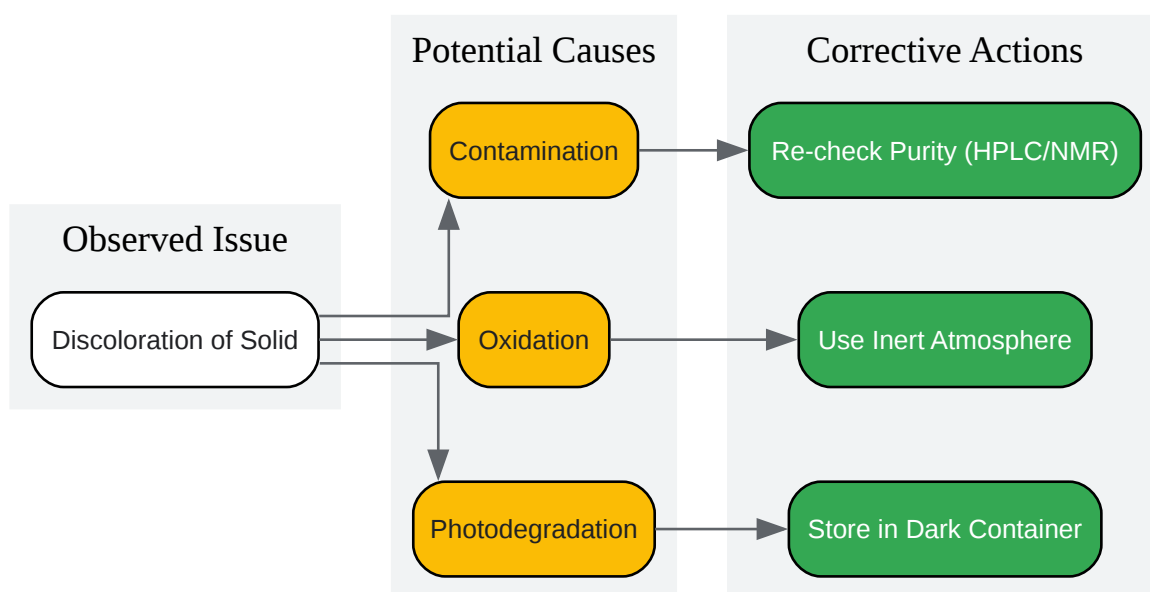 Observed Issue
Discoloration of Solid
Potential Causes
Contamination
Oxidation
Photodegradation
Corrective Actions
Re-check Purity (HPLC/NMR)
Use Inert Atmosphere
Store in Dark Container